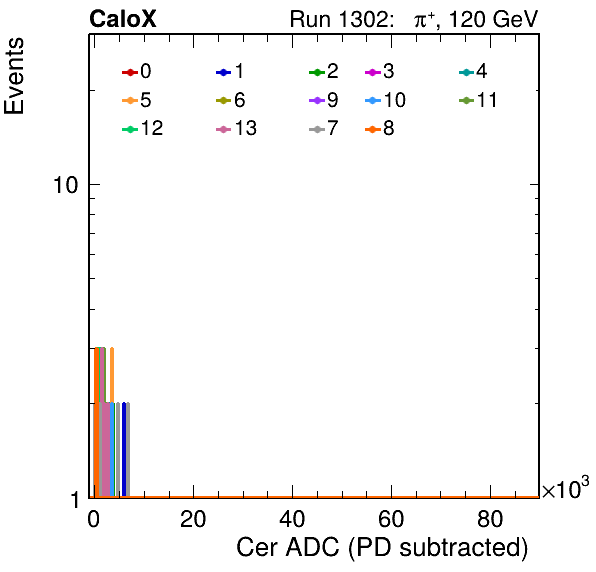 CaloX Run 1302: π⁺, 120 GeV
Events
0 1 2 3 4
5 6 9 10 11
12 13 7 8
10
1
0 20 40 60 80
×10³
Cer ADC (PD subtracted)